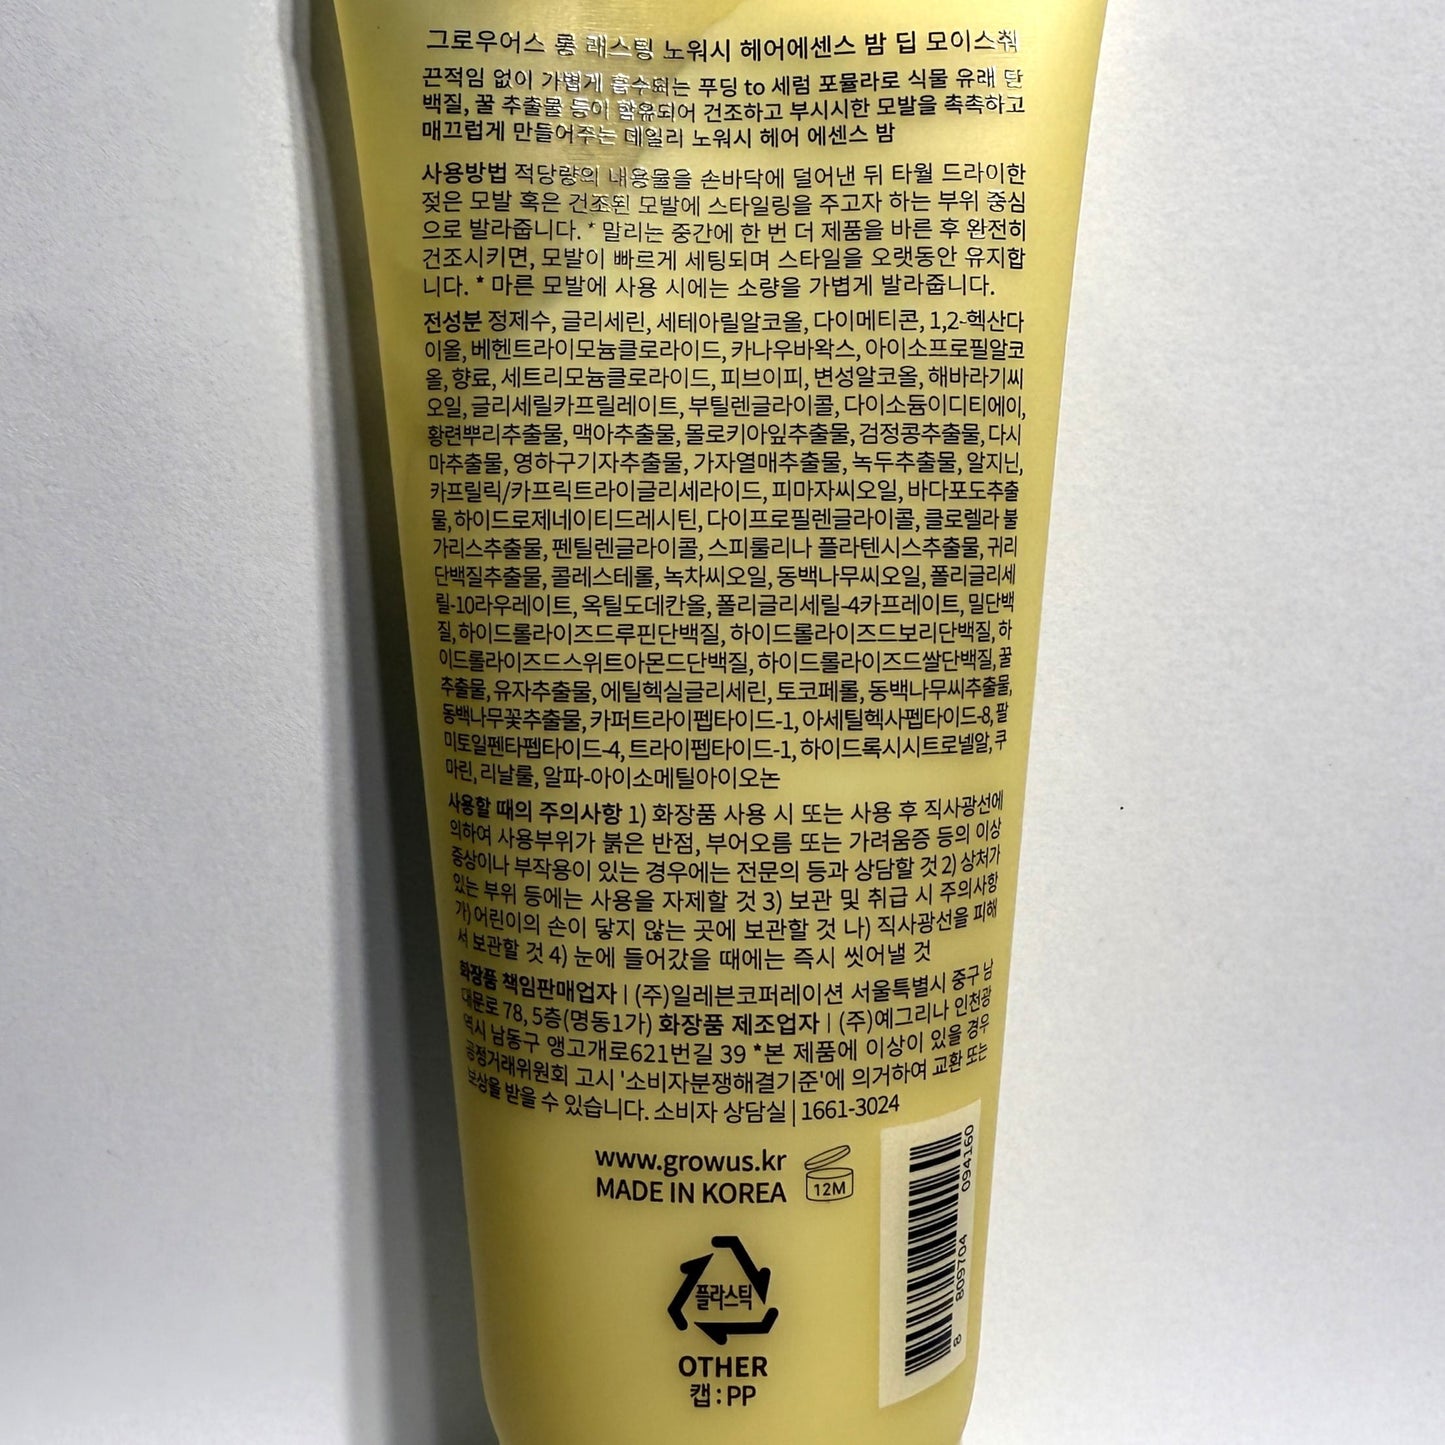 그로우어스 롱 래스팅 노워시 헤어에센스 밤 딥 모이스춰
끈적임 없이 가볍게 흡수되는 푸딩 to 세럼 포뮬라로 식물 유래 단
백질, 꿀 추출물 등이 함유되어 건조하고 부시시한 모발을 촉촉하고
매끄럽게 만들어주는 데일리 노워시 헤어 에센스 밤
사용방법 적당량의 내용물을 손바닥에 덜어낸 뒤 타월 드라이한
젖은 모발 혹은 건조된 모발에 스타일링을 주고자 하는 부위 중심
으로 발라줍니다. * 말리는 중간에 한 번 더 제품을 바른 후 완전히
건조시키면, 모발이 빠르게 세팅되며 스타일을 오랫동안 유지합
니다. * 마른 모발에 사용 시에는 소량을 가볍게 발라줍니다.
전성분 정제수, 글리세린, 세테아릴알코올, 다이메티콘, 1,2-헥산다
이올, 베헨트라이모늄클로라이드, 카나우바왁스, 아이소프로필알코
올, 향료, 세트리모늄클로라이드, 피브이피, 변성알코올, 해바라기씨
오일, 글리세릴카프릴레이트, 부틸렌글라이콜, 다이소듐이디티에이,
황련뿌리추출물, 맥아추출물, 몰로키아잎추출물, 검정콩추출물, 다시
마추출물, 영하구기자추출물, 가자열매추출물, 녹두추출물, 알지닌,
카프릴릭/카프릭트라이글리세라이드, 피마자씨오일, 바다포도추출
물, 하이드로제네이티드레시틴, 다이프로필렌글라이콜, 클로렐라 불
가리스추출물, 펜틸렌글라이콜, 스피룰리나 플라텐시스추출물, 귀리
단백질추출물, 콜레스테롤, 녹차씨오일, 동백나무씨오일, 폴리글리세
릴-10라우레이트, 옥틸도데칸올, 폴리글리세릴-4카프레이트, 밀단백
질, 하이드롤라이즈드루핀단백질, 하이드롤라이즈드보리단백질, 하
이드롤라이즈드스위트아몬드단백질, 하이드롤라이즈드쌀단백질, 꿀
추출물, 유자추출물, 에틸헥실글리세린, 토코페롤, 동백나무씨추출물,
동백나무꽃추출물, 카퍼트라이펩타이드-1, 아세틸헥사펩타이드-8, 팔
미토일펜타펩타이드-4, 트라이펩타이드-1, 하이드록시시트로넬알, 쿠
마린, 리날룰, 알파-아이소메틸아이오논
사용할 때의 주의사항 1) 화장품 사용 시 또는 사용 후 직사광선에
의하여 사용부위가 붉은 반점, 부어오름 또는 가려움증 등의 이상
증상이나 부작용이 있는 경우에는 전문의 등과 상담할 것 2) 상처가
있는 부위 등에는 사용을 자제할 것 3) 보관 및 취급 시 주의사항
가) 어린이의 손이 닿지 않는 곳에 보관할 것 나) 직사광선을 피해
서 보관할 것 4) 눈에 들어갔을 때에는 즉시 씻어낼 것
화장품 책임판매업자 | (주)일레븐코퍼레이션 서울특별시 중구 남
대문로 78, 5층(명동1가) 화장품 제조업자 | (주)예그리나 인천광
역시 남동구 앵고개로621번길 39 *본 제품에 이상이 있을 경우
공정거래위원회 고시 '소비자분쟁해결기준'에 의거하여 교환 또는
보상을 받을 수 있습니다. 소비자 상담실 | 1661-3024
www.growus.kr
MADE IN KOREA
12M
플라스틱
OTHER
캡 : PP
8 809704 094160